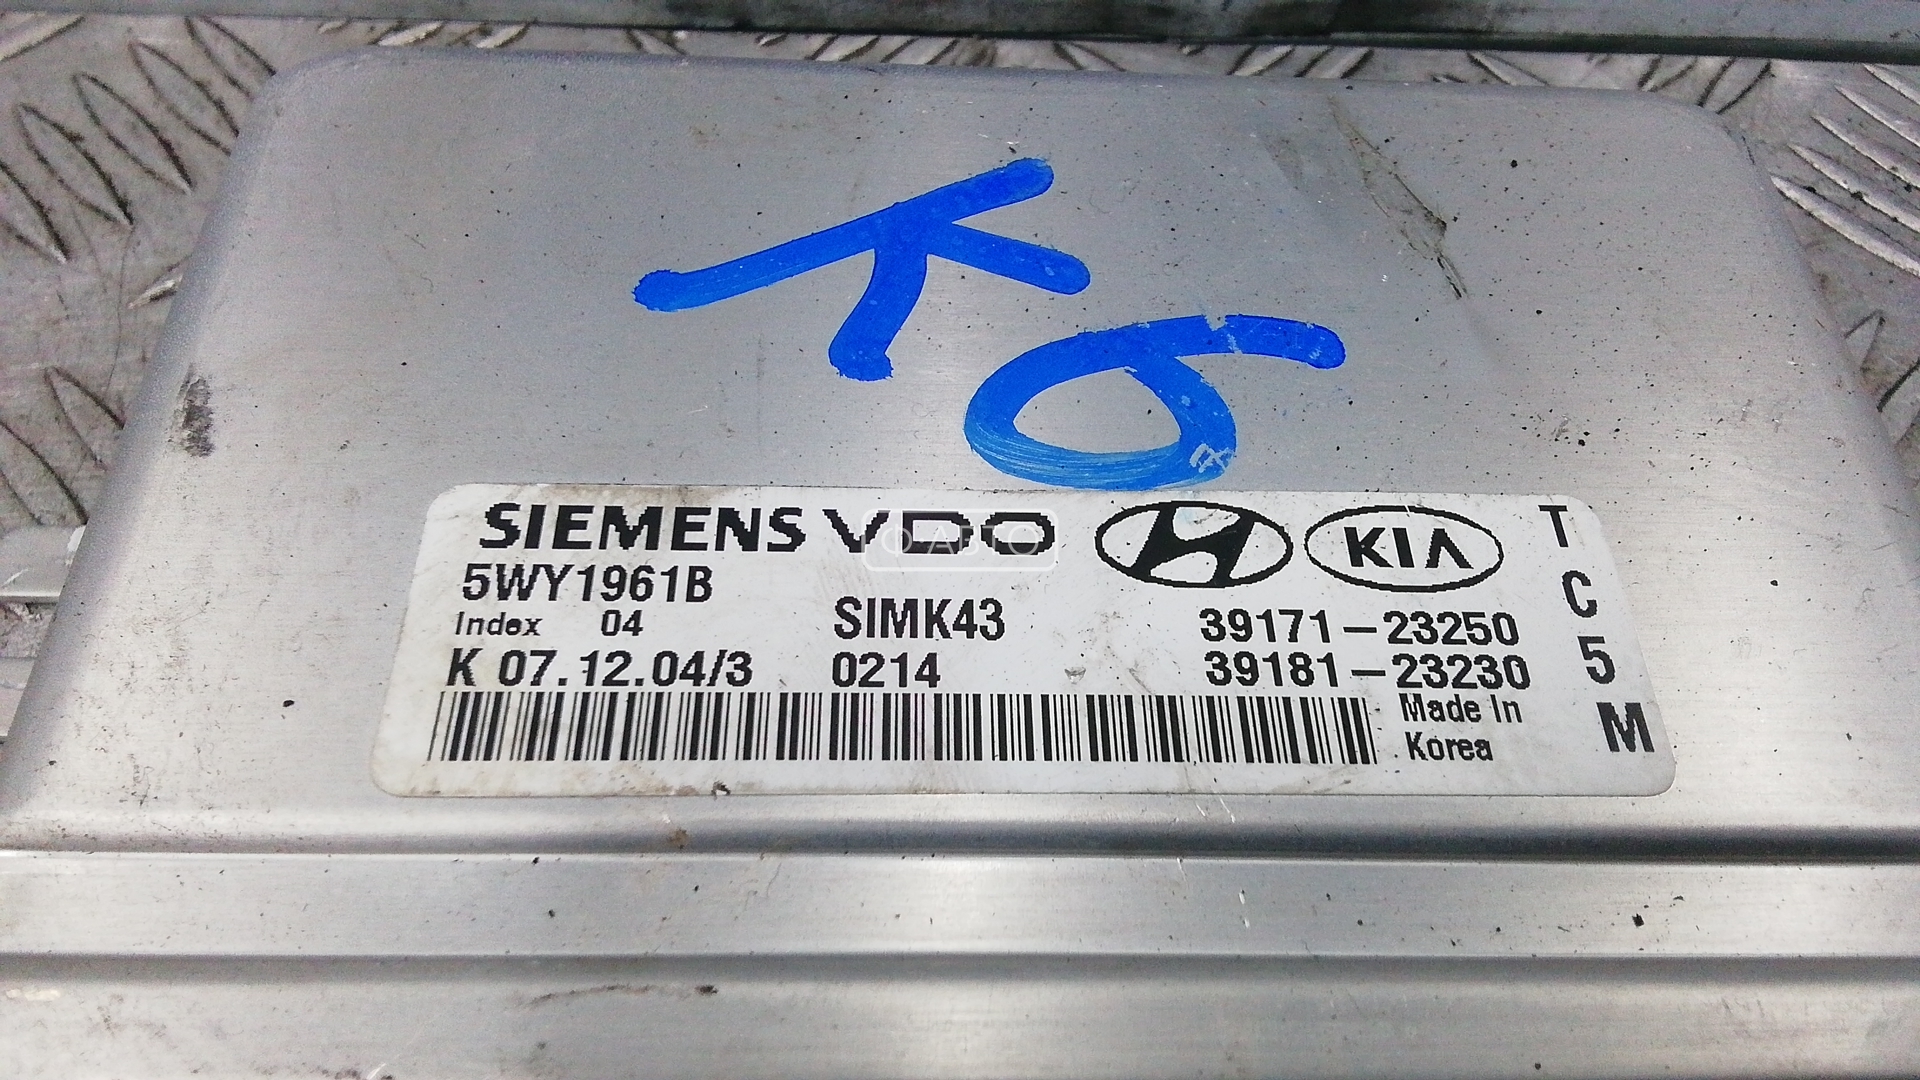 K6
SIEMENS VDO
KIA
5WY1961B
Index 04
SIMK43
39171-23250
K 07.12.04/3
0214
39181-23230
Made In
Korea
T
C
5
M
Ф АВТО